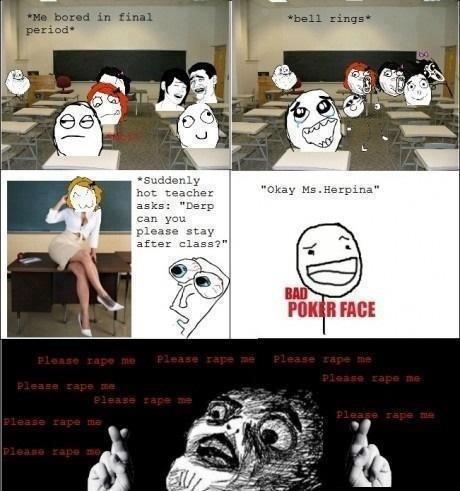 *Me bored in final
period*
*bell rings*
*Suddenly
hot teacher
asks: "Derp
can you
please stay
after class?"
"Okay Ms.Herpina"
BAD
POKER FACE
Please rape me
Please rape me
Please rape me
Please rape me
Please rape me
Please rape me
Please rape me
Please rape me
Please rape me